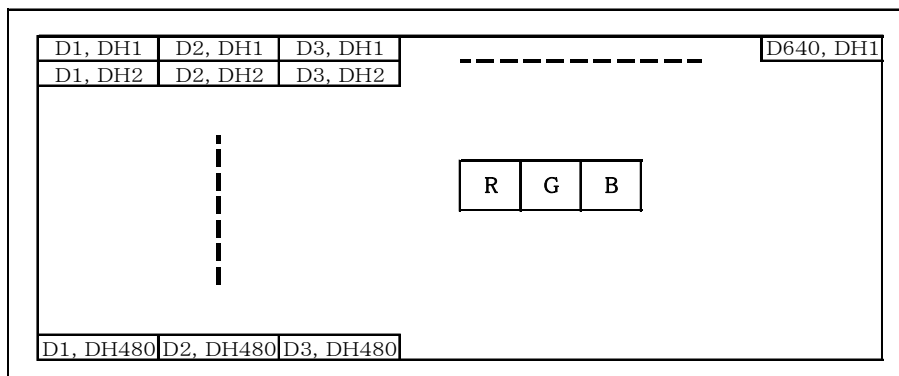 D1, DH1 D2, DH1 D3, DH1 D640, DH1
D1, DH2 D2, DH2 D3, DH2
R G B
D1, DH480 D2, DH480 D3, DH480